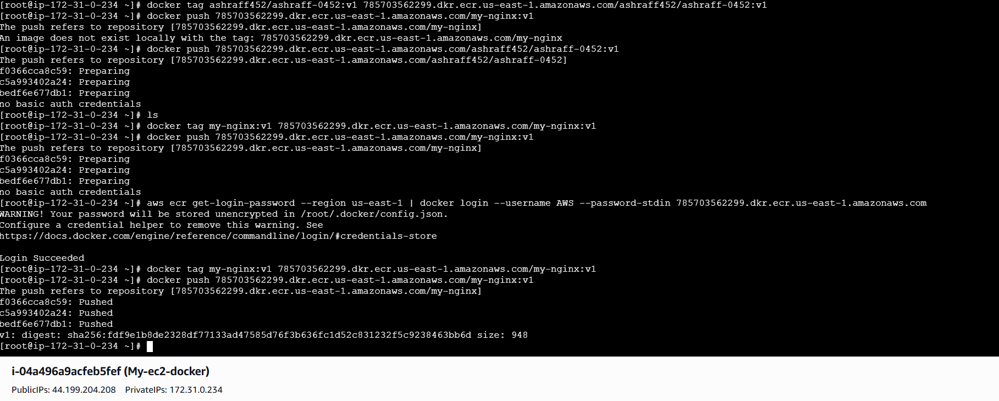 [root@ip-172-31-0-234 ~]# docker tag ashraff452/ashraff-0452:v1 785703562299.dkr.ecr.us-east-1.amazonaws.com/ashraff452/ashraff-0452:v1
[root@ip-172-31-0-234 ~]# docker push 785703562299.dkr.ecr.us-east-1.amazonaws.com/my-nginx:v1
The push refers to repository [785703562299.dkr.ecr.us-east-1.amazonaws.com/my-nginx]
An image does not exist locally with the tag: 785703562299.dkr.ecr.us-east-1.amazonaws.com/my-nginx
[root@ip-172-31-0-234 ~]# docker push 785703562299.dkr.ecr.us-east-1.amazonaws.com/ashraff452/ashraff-0452:v1
The push refers to repository [785703562299.dkr.ecr.us-east-1.amazonaws.com/ashraff452/ashraff-0452]
f0366cca8c59: Preparing
c5a993402a24: Preparing
bedf6e677db1: Preparing
no basic auth credentials
[root@ip-172-31-0-234 ~]# ls
[root@ip-172-31-0-234 ~]# docker tag my-nginx:v1 785703562299.dkr.ecr.us-east-1.amazonaws.com/my-nginx:v1
[root@ip-172-31-0-234 ~]# docker push 785703562299.dkr.ecr.us-east-1.amazonaws.com/my-nginx:v1
The push refers to repository [785703562299.dkr.ecr.us-east-1.amazonaws.com/my-nginx]
f0366cca8c59: Preparing
c5a993402a24: Preparing
bedf6e677db1: Preparing
no basic auth credentials
[root@ip-172-31-0-234 ~]# aws ecr get-login-password --region us-east-1 | docker login --username AWS --password-stdin 785703562299.dkr.ecr.us-east-1.amazonaws.com
WARNING! Your password will be stored unencrypted in /root/.docker/config.json.
Configure a credential helper to remove this warning. See
https://docs.docker.com/engine/reference/commandline/login/#credentials-store
Login Succeeded
[root@ip-172-31-0-234 ~]# docker tag my-nginx:v1 785703562299.dkr.ecr.us-east-1.amazonaws.com/my-nginx:v1
[root@ip-172-31-0-234 ~]# docker push 785703562299.dkr.ecr.us-east-1.amazonaws.com/my-nginx:v1
The push refers to repository [785703562299.dkr.ecr.us-east-1.amazonaws.com/my-nginx]
f0366cca8c59: Pushed
c5a993402a24: Pushed
bedf6e677db1: Pushed
v1: digest: sha256:fdf9e1b8de2328df77133ad47585d76f3b636fc1d52c831232f5c9238463bb6d size: 948
[root@ip-172-31-0-234 ~]#
i-04a496a9acfeb5fef (My-ec2-docker)
PublicIPs: 44.199.204.208 PrivateIPs: 172.31.0.234